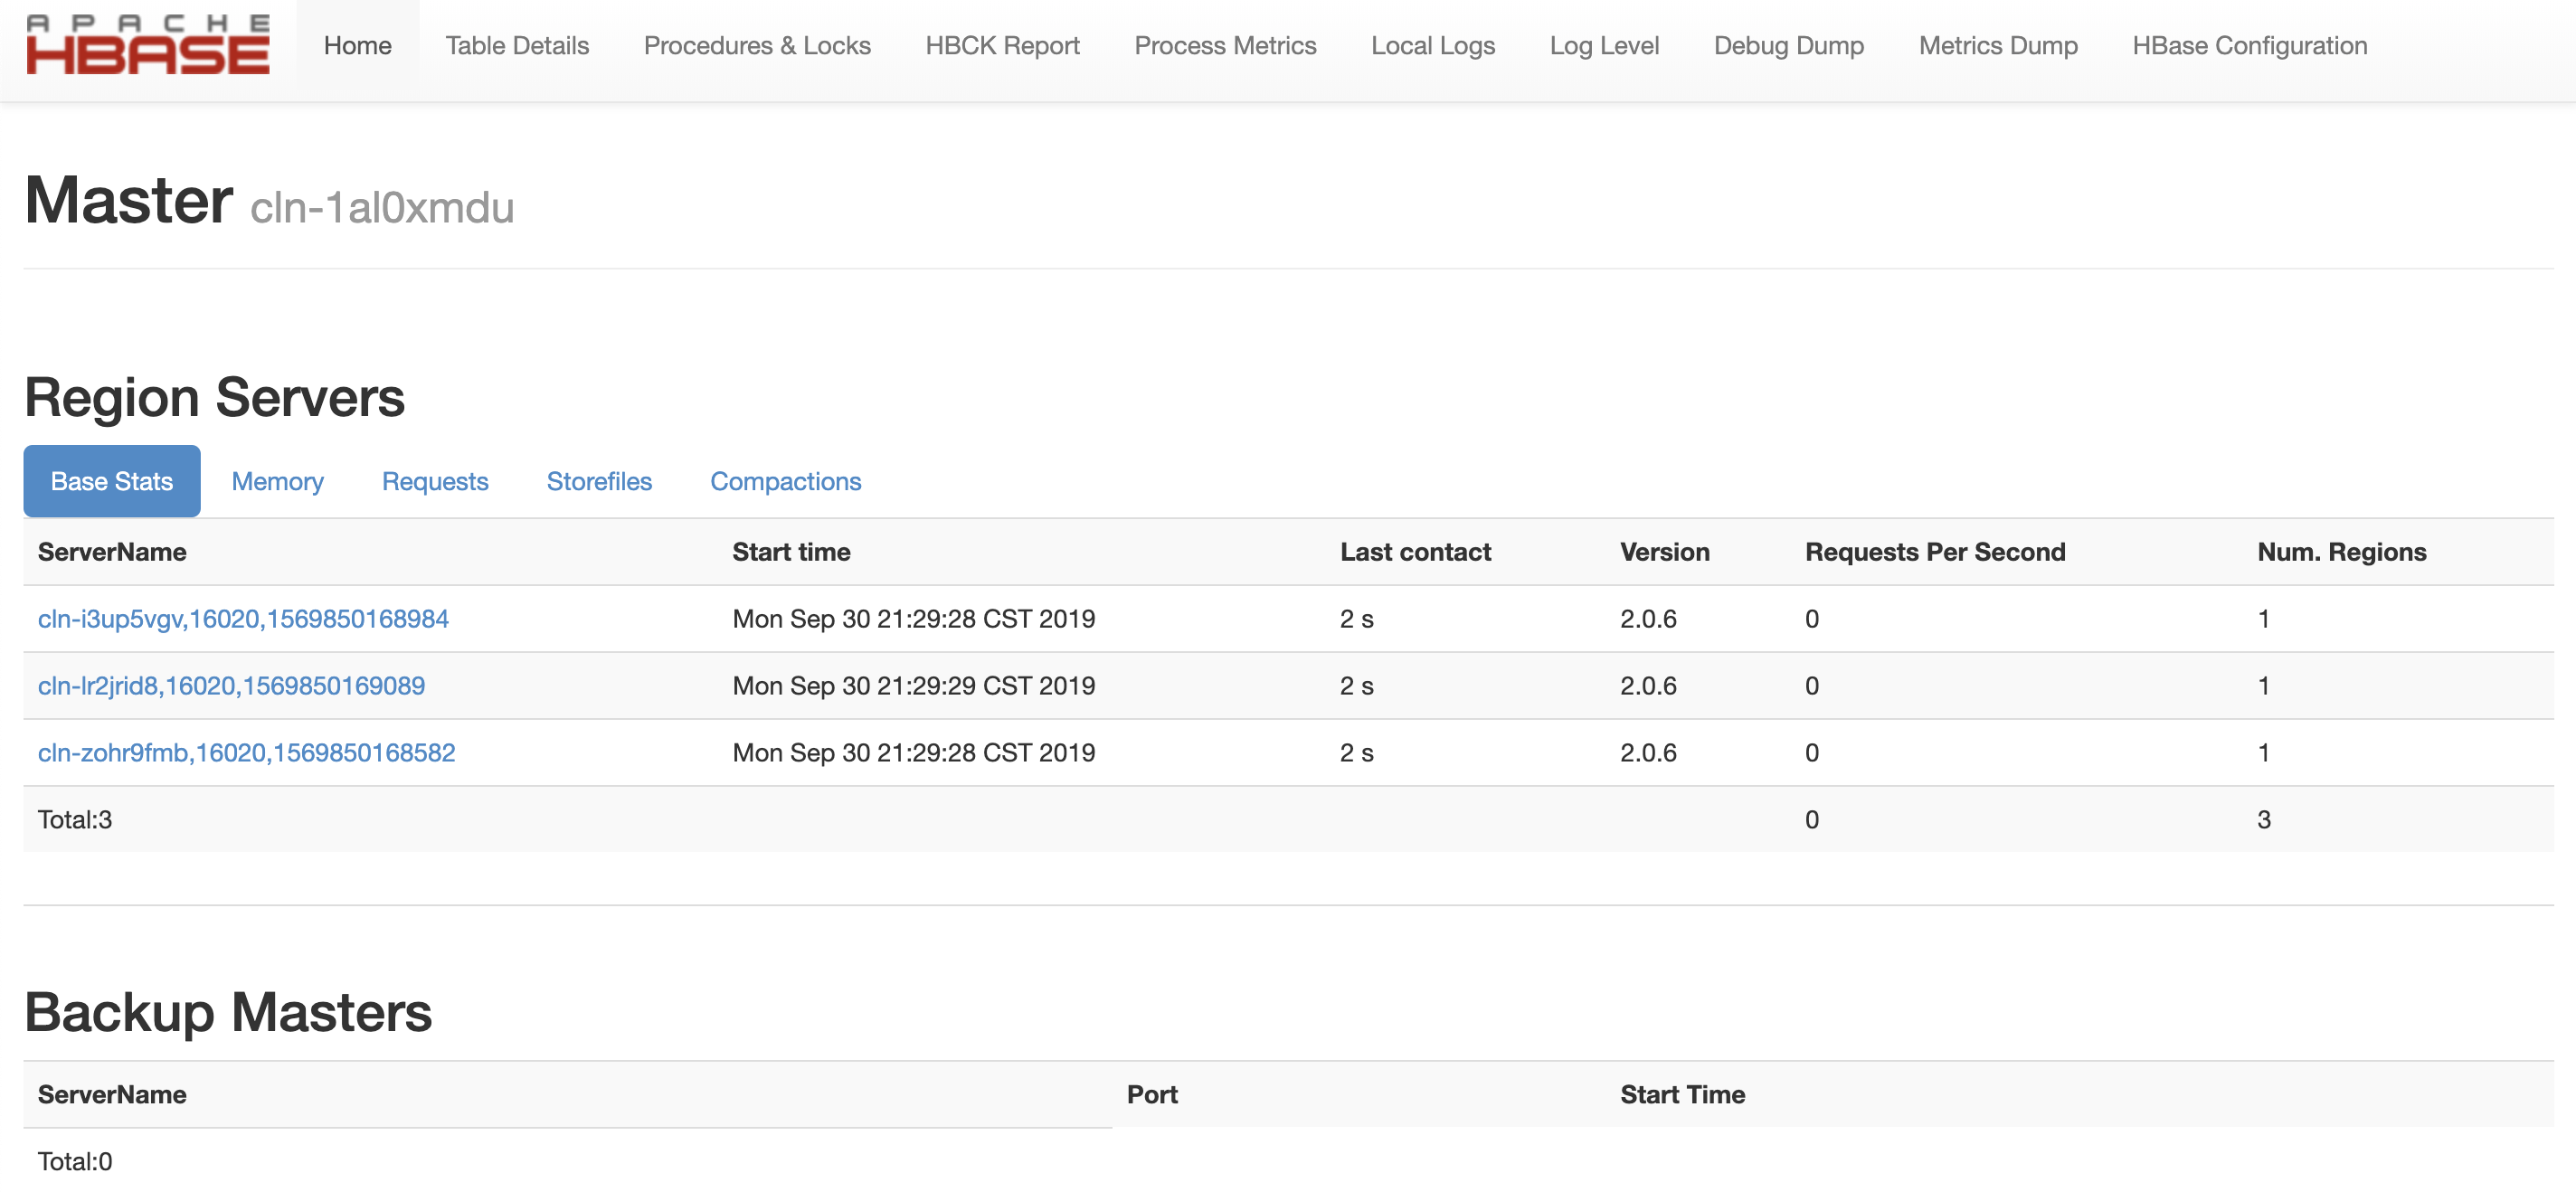 APACHE
HBASE
Home Table Details Procedures & Locks HBCK Report Process Metrics Local Logs Log Level Debug Dump Metrics Dump HBase Configuration
Master cln-1al0xmdu
Region Servers
Base Stats Memory Requests Storefiles Compactions
ServerName Start time Last contact Version Requests Per Second Num. Regions
cln-i3up5vgv,16020,1569850168984 Mon Sep 30 21:29:28 CST 2019 2 s 2.0.6 0 1
cln-lr2jrid8,16020,1569850169089 Mon Sep 30 21:29:29 CST 2019 2 s 2.0.6 0 1
cln-zohr9fmb,16020,1569850168582 Mon Sep 30 21:29:28 CST 2019 2 s 2.0.6 0 1
Total:3 0 3
Backup Masters
ServerName Port Start Time
Total:0